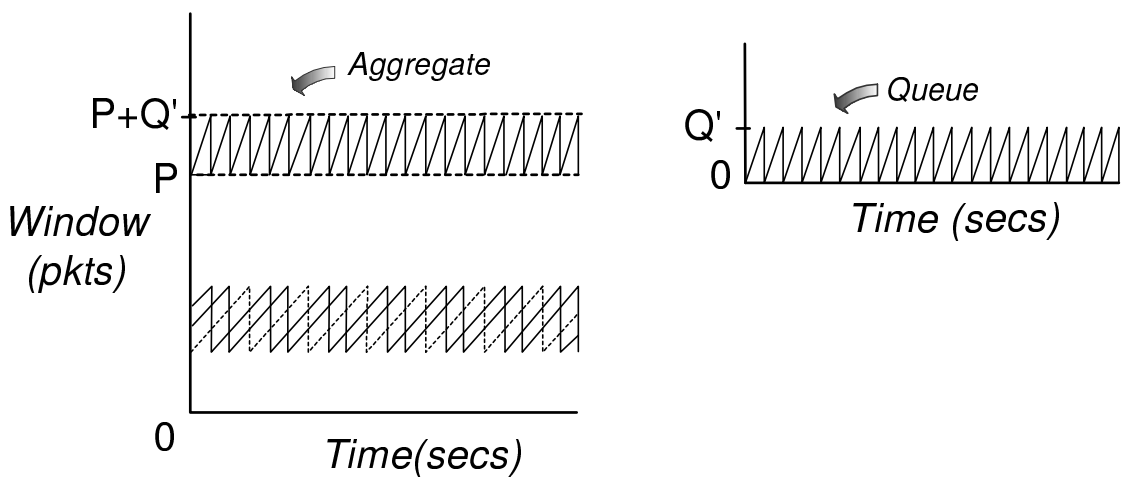 Aggregate
P+Q'
P
Window
(pkts)
0
Time(secs)
Queue
Q'
0
Time (secs)